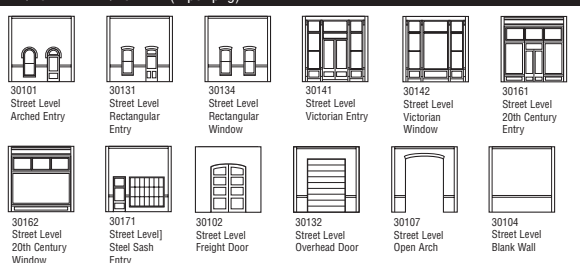 30101
Street Level
Arched Entry
30131
Street Level
Rectangular
Entry
30134
Street Level
Rectangular
Window
30141
Street Level
Victorian Entry
30142
Street Level
Victorian
Window
30161
Street Level
20th Century
Entry
30162
Street Level
20th Century
Window
30171
Street Level]
Steel Sash
Entry
30102
Street Level
Freight Door
30132
Street Level
Overhead Door
30107
Street Level
Open Arch
30104
Street Level
Blank Wall